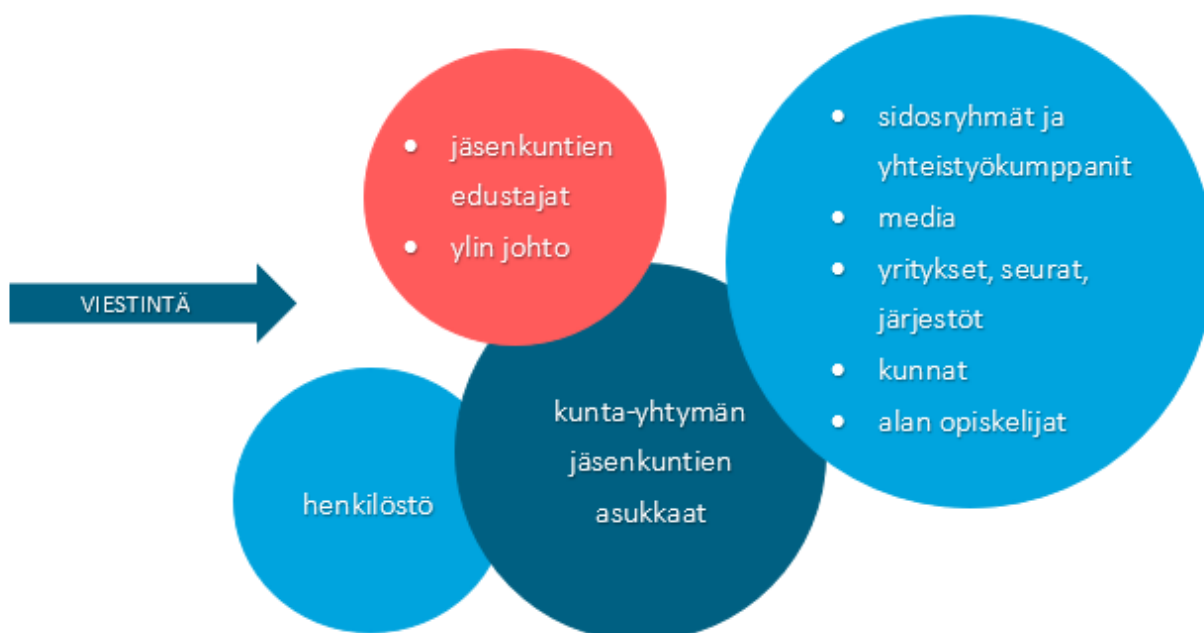 VIESTINTÄ
jäsenkuntien
edustajat
ylin johto
henkilöstö
kunta-yhtymän
jäsenkuntien
asukkaat
sidosryhmät ja
yhteistyökumppanit
media
yritykset, seurat,
järjestöt
kunnat
alan opiskelijat